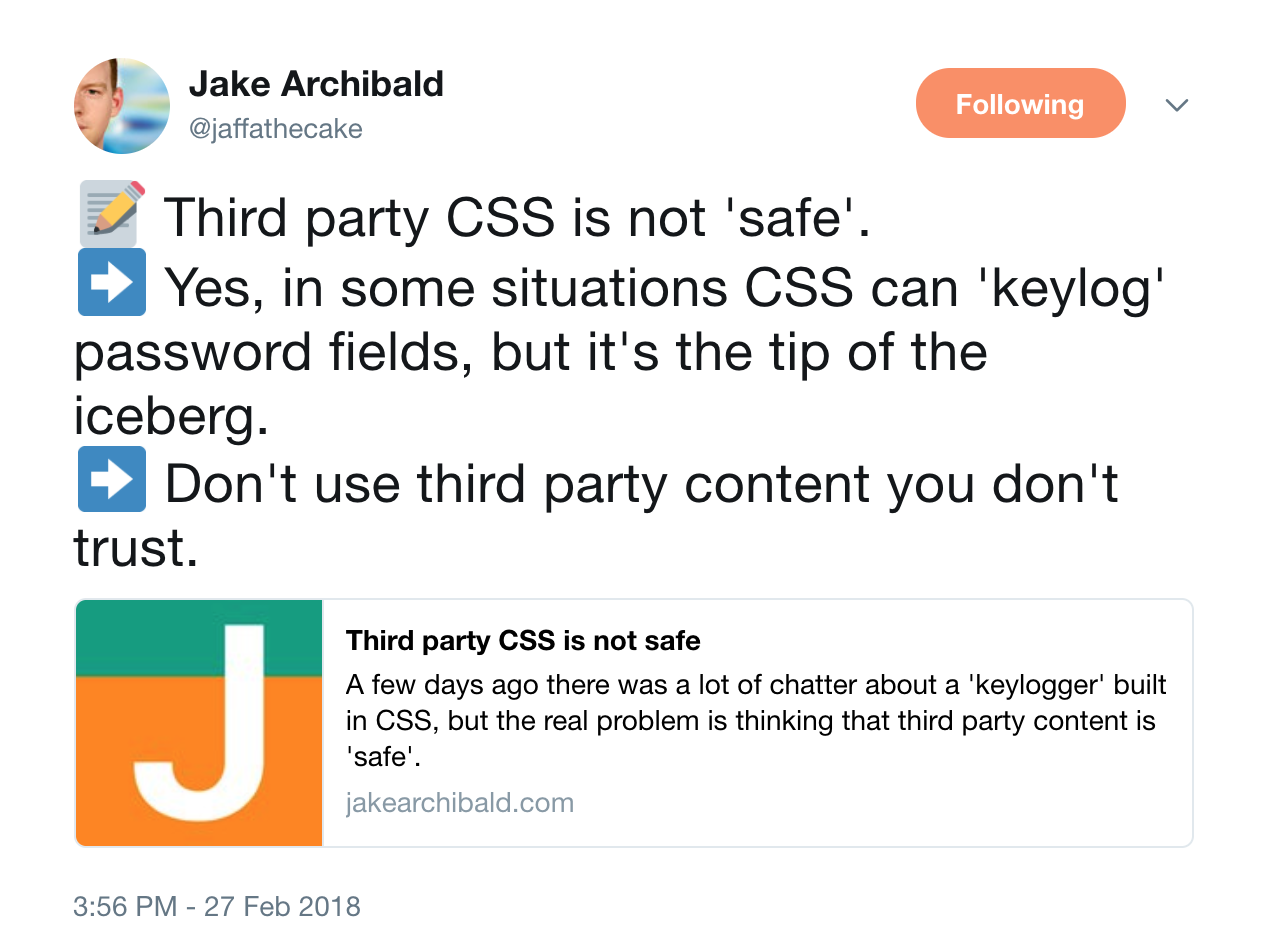 Jake Archibald
@jaffathecake
Following
📝 Third party CSS is not 'safe'.
➡️ Yes, in some situations CSS can 'keylog'
password fields, but it's the tip of the
iceberg.
➡️ Don't use third party content you don't
trust.
J
Third party CSS is not safe
A few days ago there was a lot of chatter about a 'keylogger' built
in CSS, but the real problem is thinking that third party content is
'safe'.
jakearchibald.com
3:56 PM - 27 Feb 2018